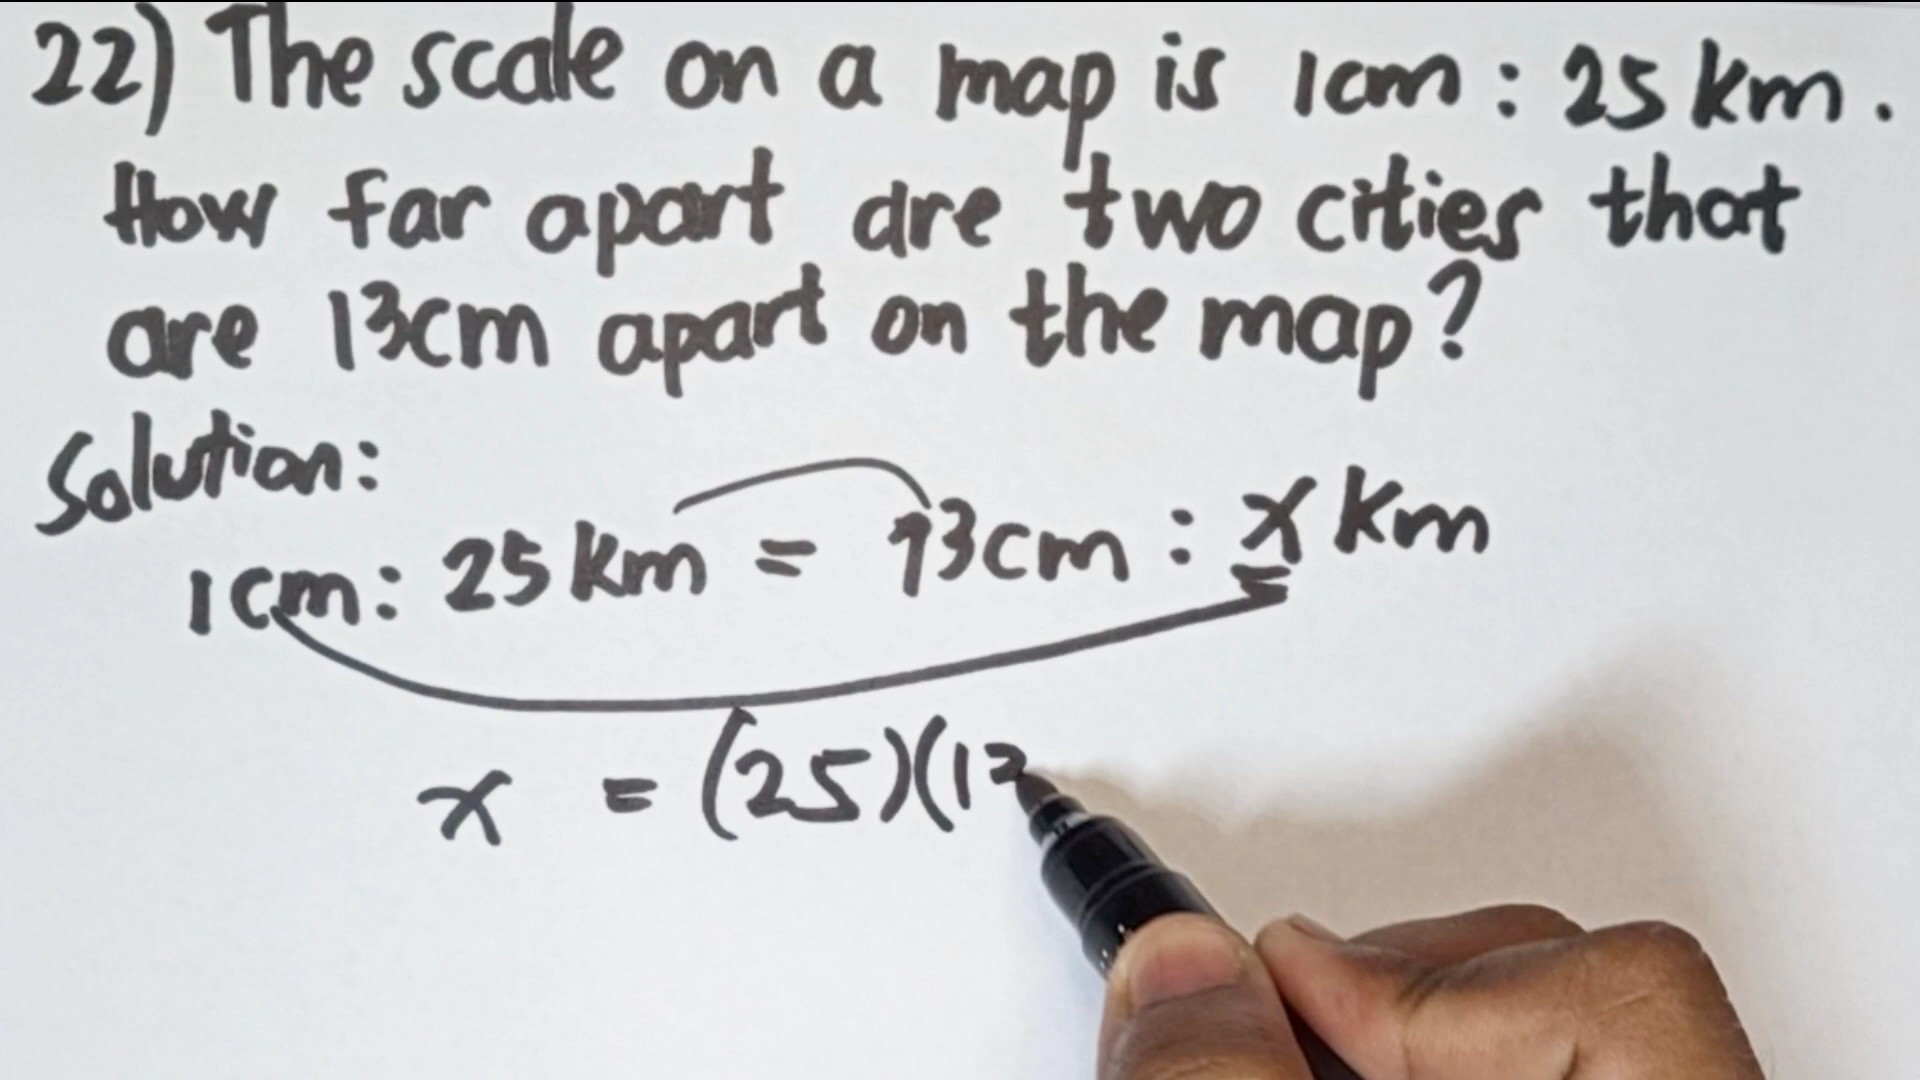 22) The scale on a map is 1cm : 25 km.
How far apart are two cities that
are 13cm apart on the map?
Solution:
1cm : 25 km = 13cm : x km
x = (25)(13